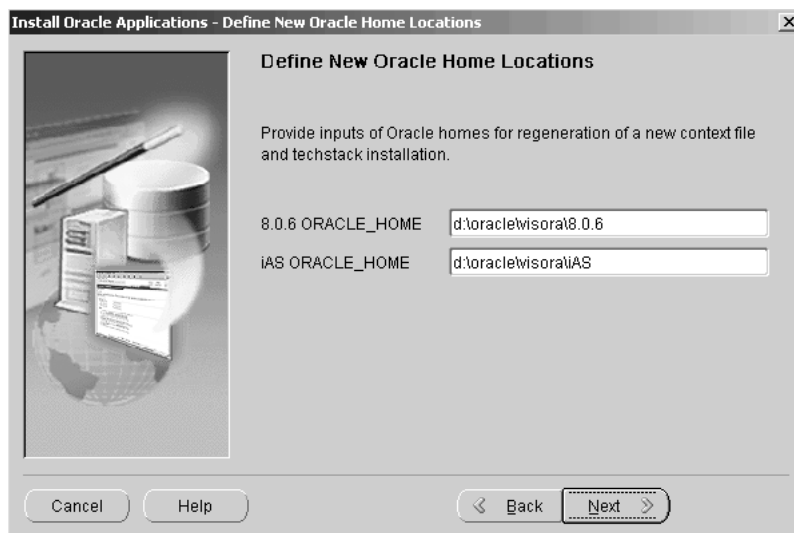 Install Oracle Applications - Define New Oracle Home Locations
Define New Oracle Home Locations
Provide inputs of Oracle homes for regeneration of a new context file
and techstack installation.
8.0.6 ORACLE_HOME d:\oracle\visora\8.0.6
iAS ORACLE_HOME d:\oracle\visora\iAS
Cancel Help Back Next